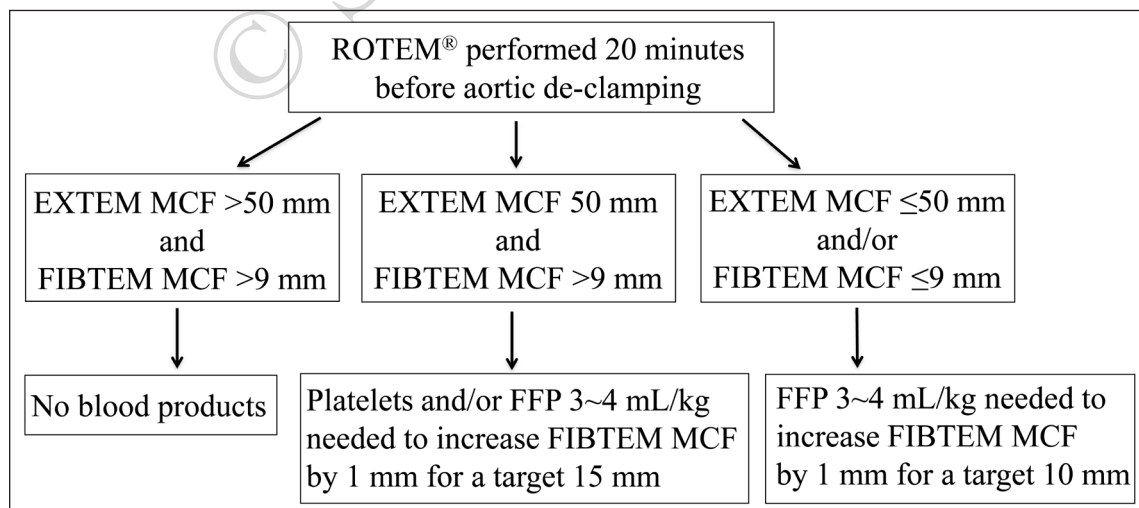 ©
ROTEM® performed 20 minutes
before aortic de-clamping
EXTEM MCF >50 mm
and
FIBTEM MCF >9 mm
EXTEM MCF 50 mm
and
FIBTEM MCF >9 mm
EXTEM MCF ≤50 mm
and/or
FIBTEM MCF ≤9 mm
No blood products
Platelets and/or FFP 3~4 mL/kg
needed to increase FIBTEM MCF
by 1 mm for a target 15 mm
FFP 3~4 mL/kg needed to
increase FIBTEM MCF
by 1 mm for a target 10 mm